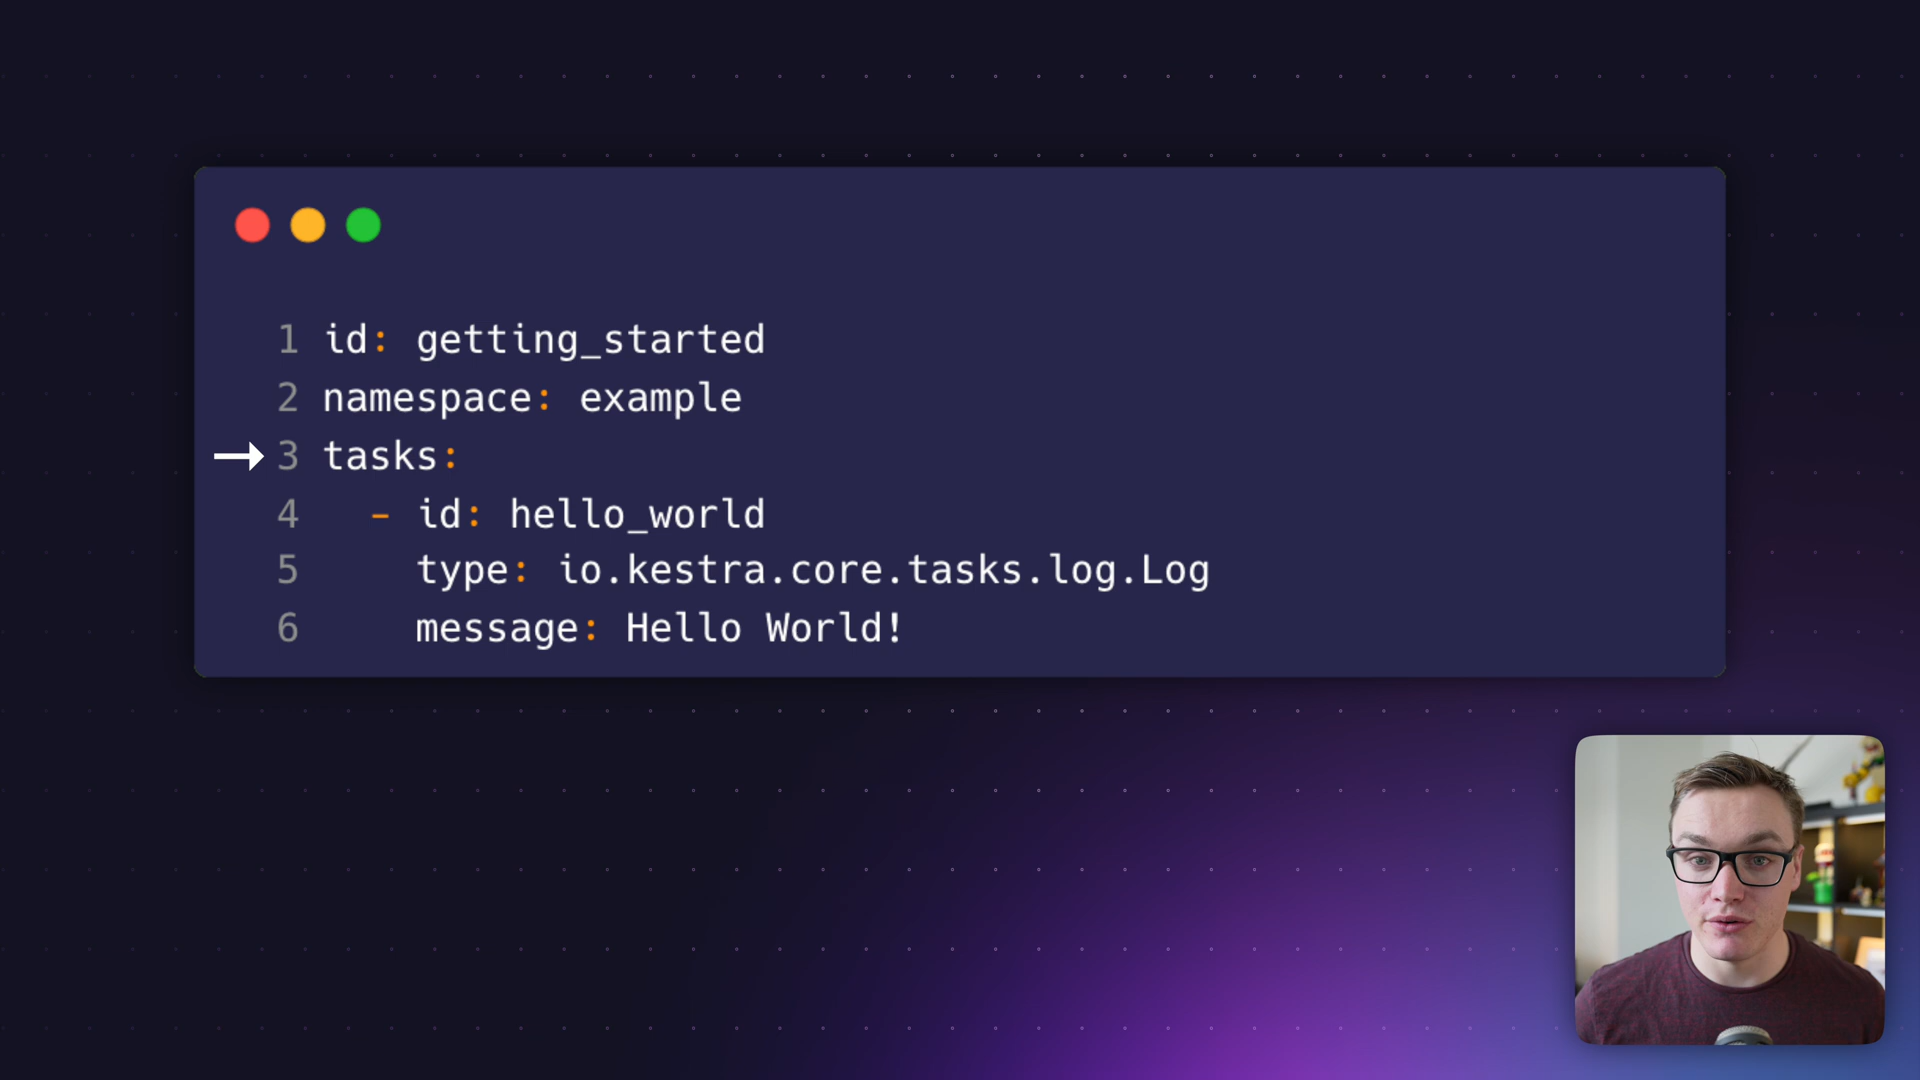 1 id: getting_started
2 namespace: example
3 tasks:
4   - id: hello_world
5     type: io.kestra.core.tasks.log.Log
6     message: Hello World!